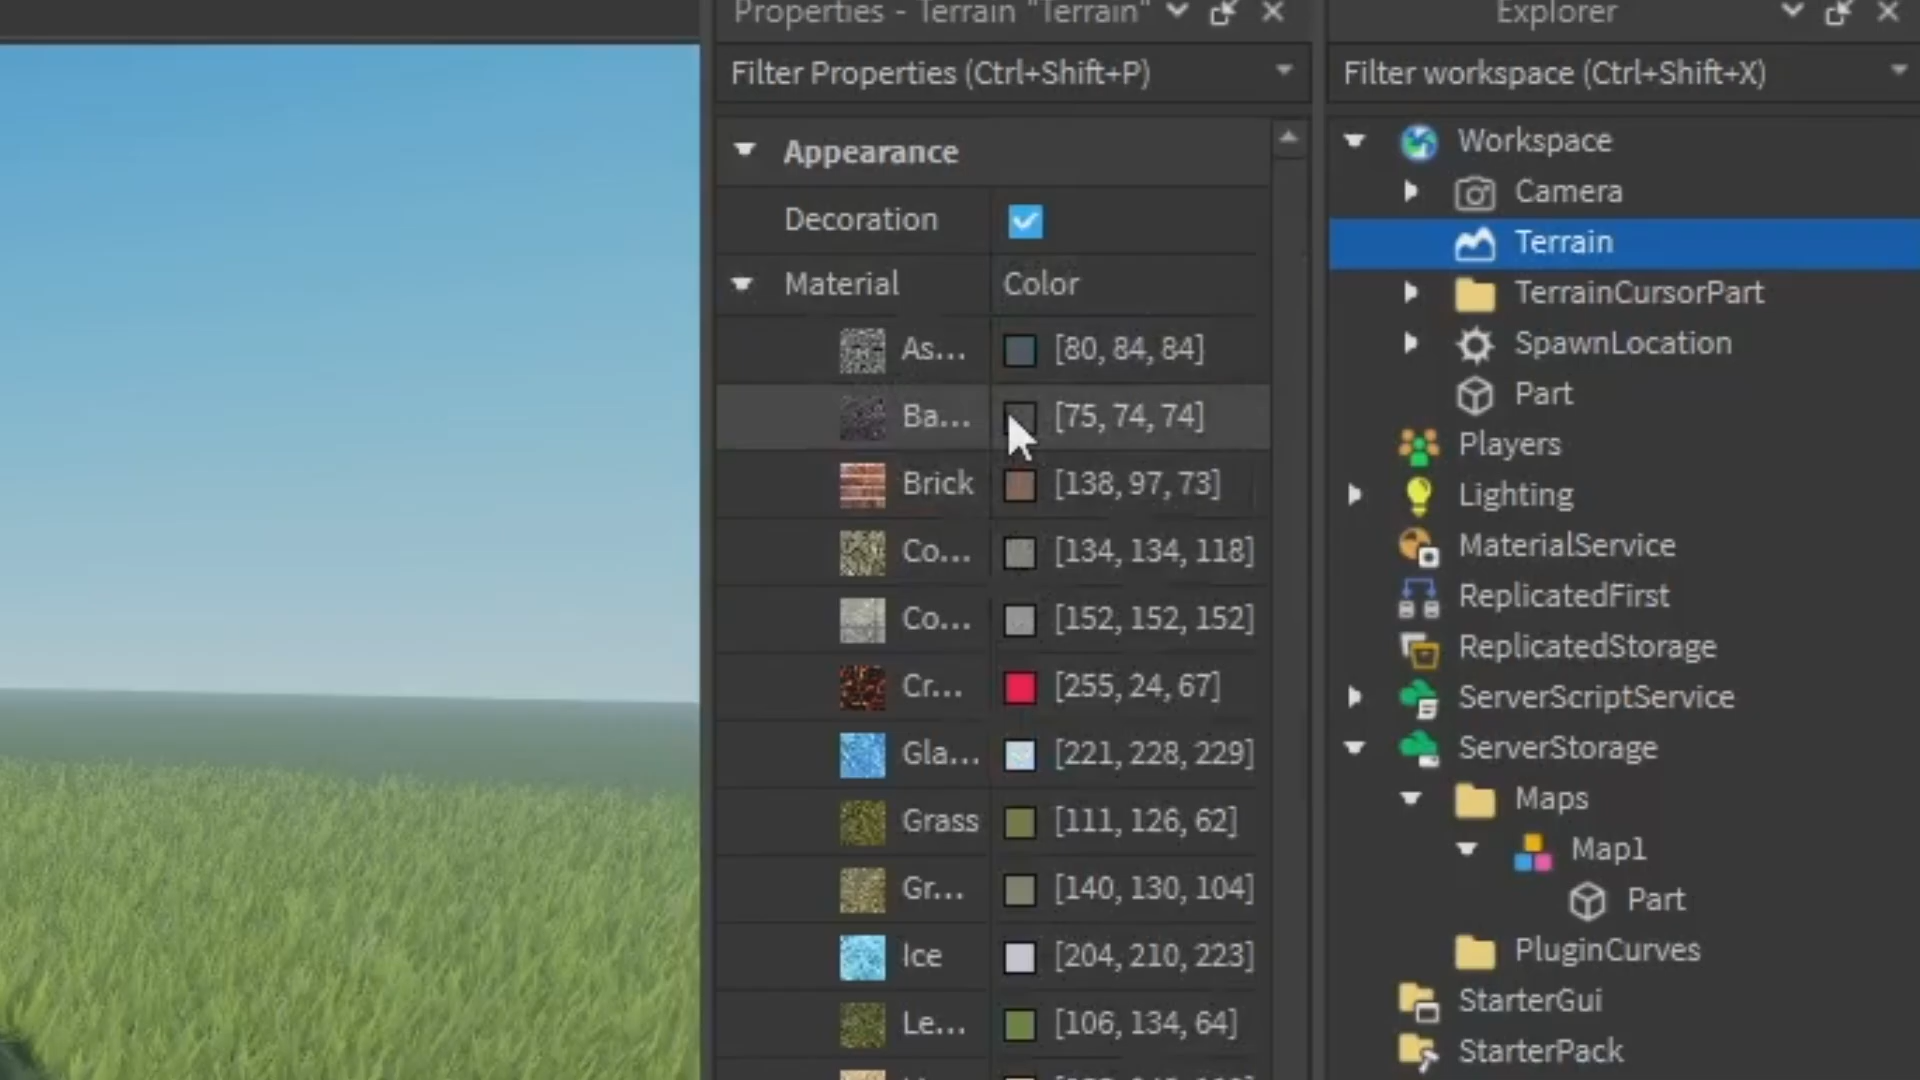 Properties - Terrain "Terrain"
Filter Properties (Ctrl+Shift+P)
Appearance
Decoration
Material Color
As... [80, 84, 84]
Ba... [75, 74, 74]
Brick [138, 97, 73]
Co... [134, 134, 118]
Co... [152, 152, 152]
Cr... [255, 24, 67]
Gla... [221, 228, 229]
Grass [111, 126, 62]
Gr... [140, 130, 104]
Ice [204, 210, 223]
Le... [106, 134, 64]
Explorer
Filter workspace (Ctrl+Shift+X)
Workspace
Camera
Terrain
TerrainCursorPart
SpawnLocation
Part
Players
Lighting
MaterialService
ReplicatedFirst
ReplicatedStorage
ServerScriptService
ServerStorage
Maps
Map1
Part
PluginCurves
StarterGui
StarterPack